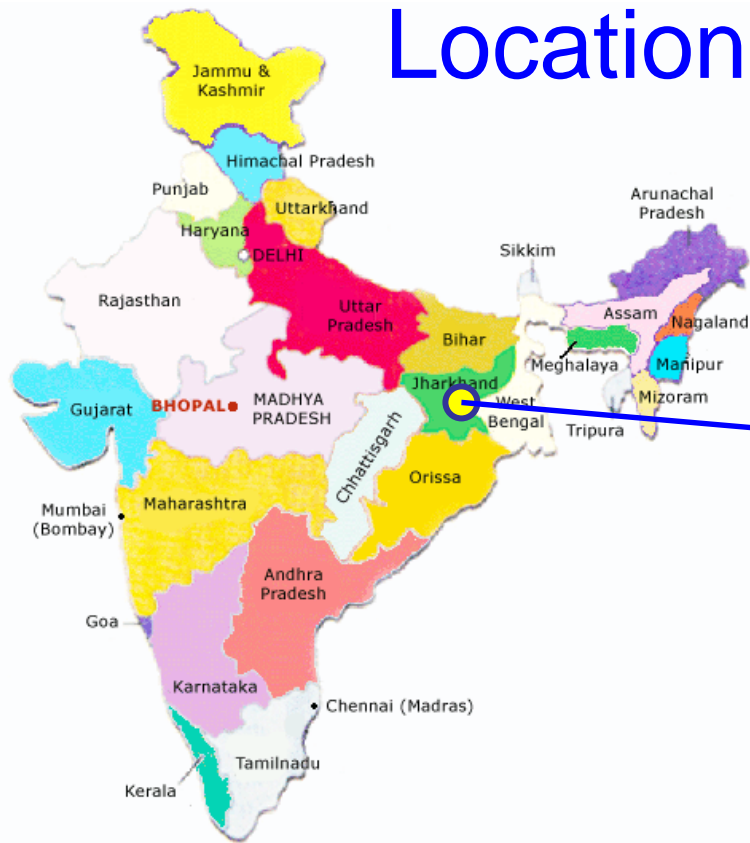 Location
Jammu &
Kashmir
Himachal Pradesh
Punjab
Uttarkhand
Haryana
DELHI
Arunachal
Pradesh
Sikkim
Rajasthan
Uttar
Pradesh
Assam
Nagaland
Bihar
Meghalaya
Manipur
Jharkhand
Mizoram
Gujarat
BHOPAL
MADHYA
PRADESH
West
Bengal
Tripura
Chhattisgarh
Orissa
Maharashtra
Mumbai
(Bombay)
Andhra
Pradesh
Goa
Karnataka
Chennai (Madras)
Tamilnadu
Kerala